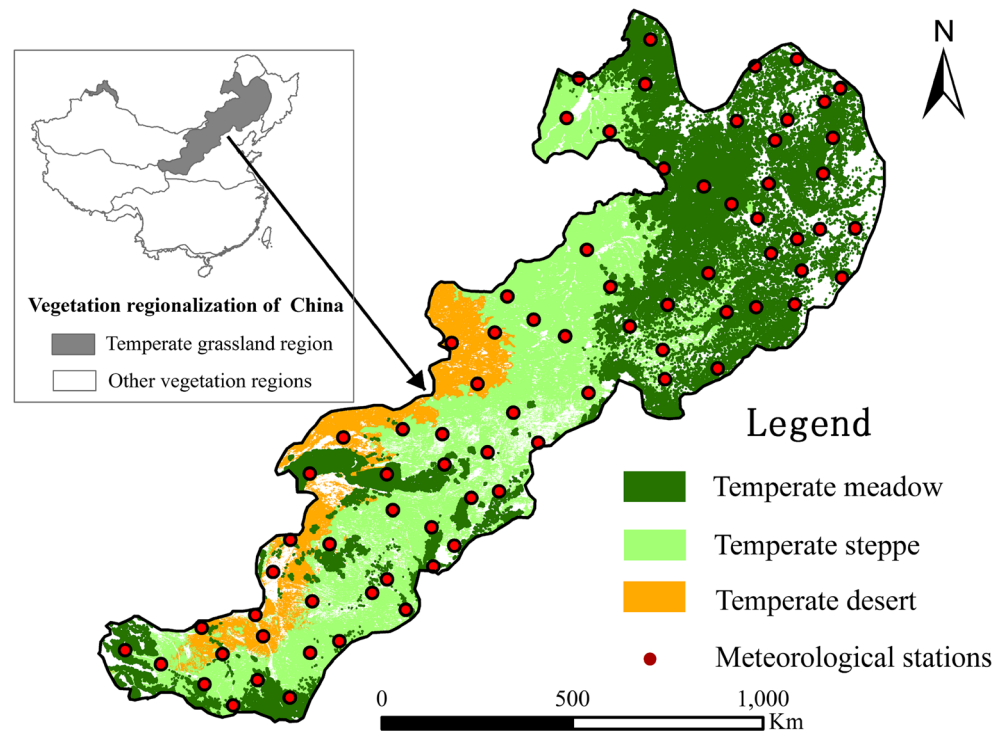 N
Vegetation regionalization of China
Temperate grassland region
Other vegetation regions
Legend
Temperate meadow
Temperate steppe
Temperate desert
Meteorological stations
0 500 1,000
Km